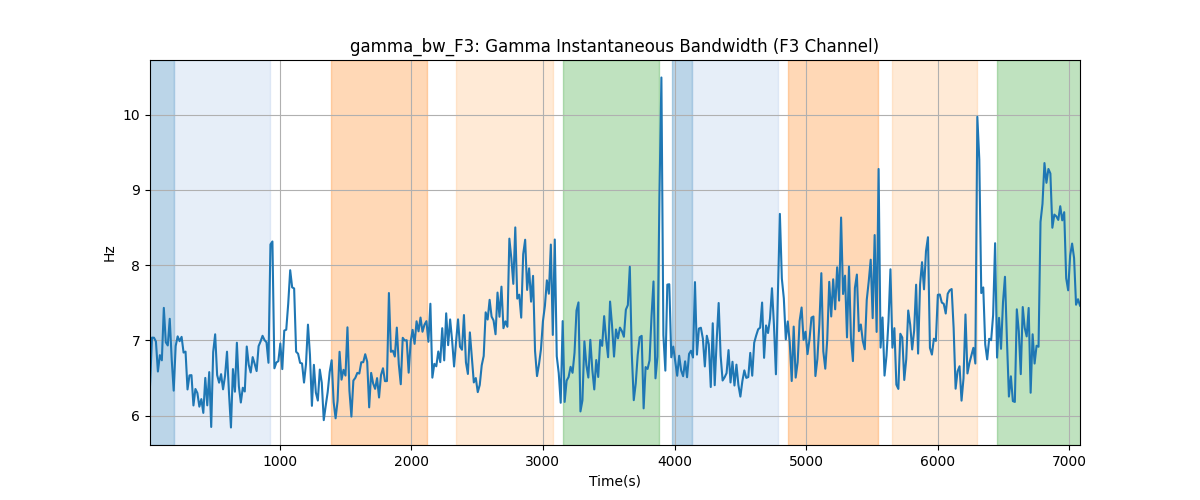 gamma_bw_F3: Gamma Instantaneous Bandwidth (F3 Channel)
10
9
8
7
6
Hz
1000 2000 3000 4000 5000 6000 7000
Time(s)